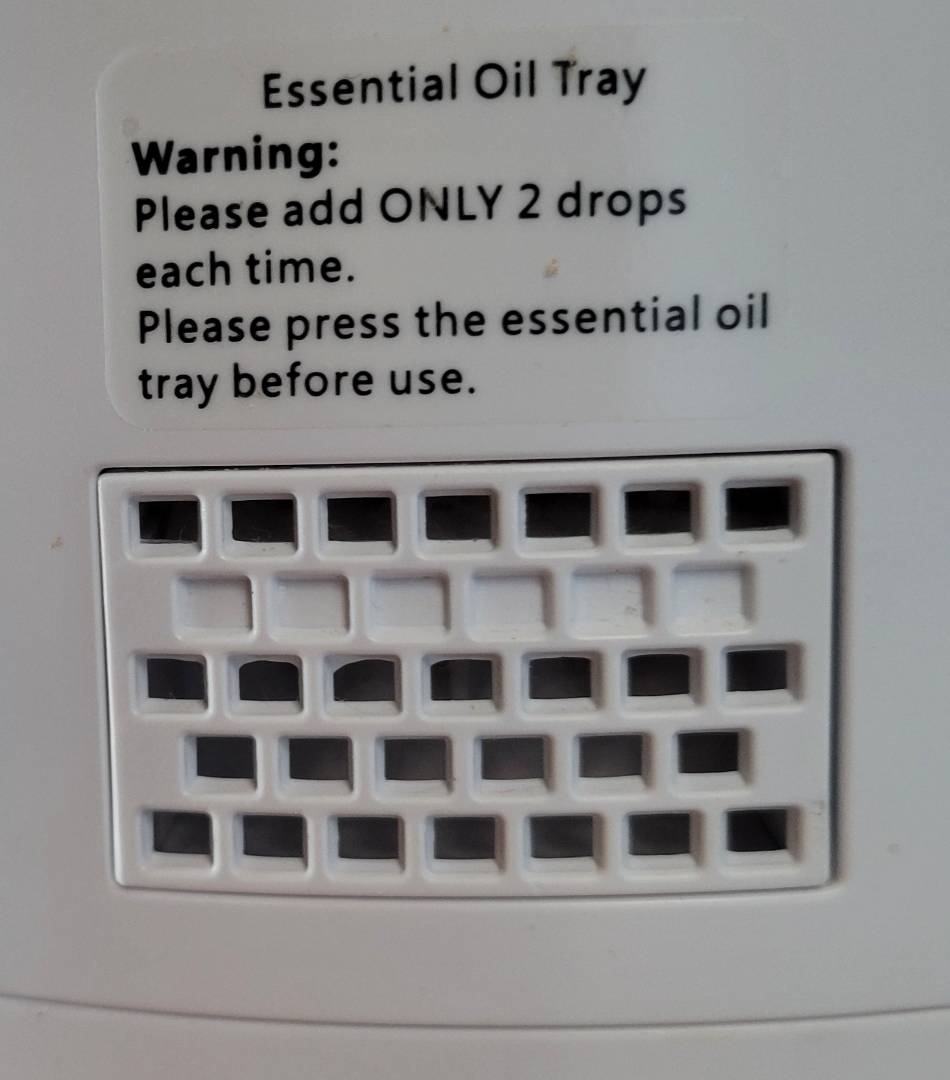 Essential Oil Tray
Warning:
Please add ONLY 2 drops
each time.
Please press the essential oil
tray before use.